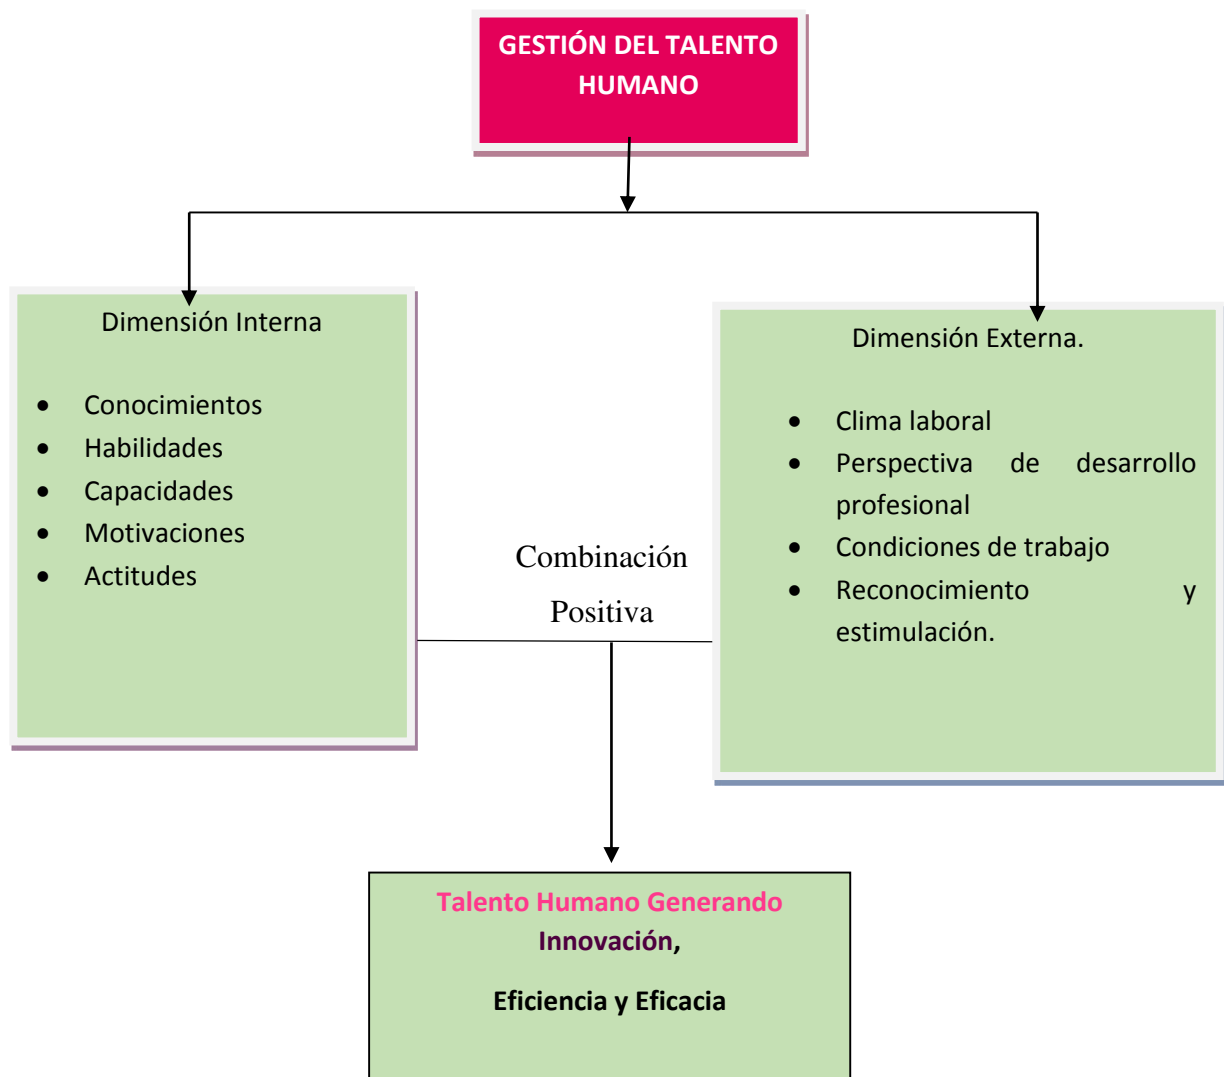 GESTIÓN DEL TALENTO
HUMANO
Dimensión Interna
• Conocimientos
• Habilidades
• Capacidades
• Motivaciones
• Actitudes
Dimensión Externa.
• Clima laboral
• Perspectiva de desarrollo
profesional
• Condiciones de trabajo
• Reconocimiento y
estimulación.
Combinación
Positiva
Talento Humano Generando
Innovación,
Eficiencia y Eficacia